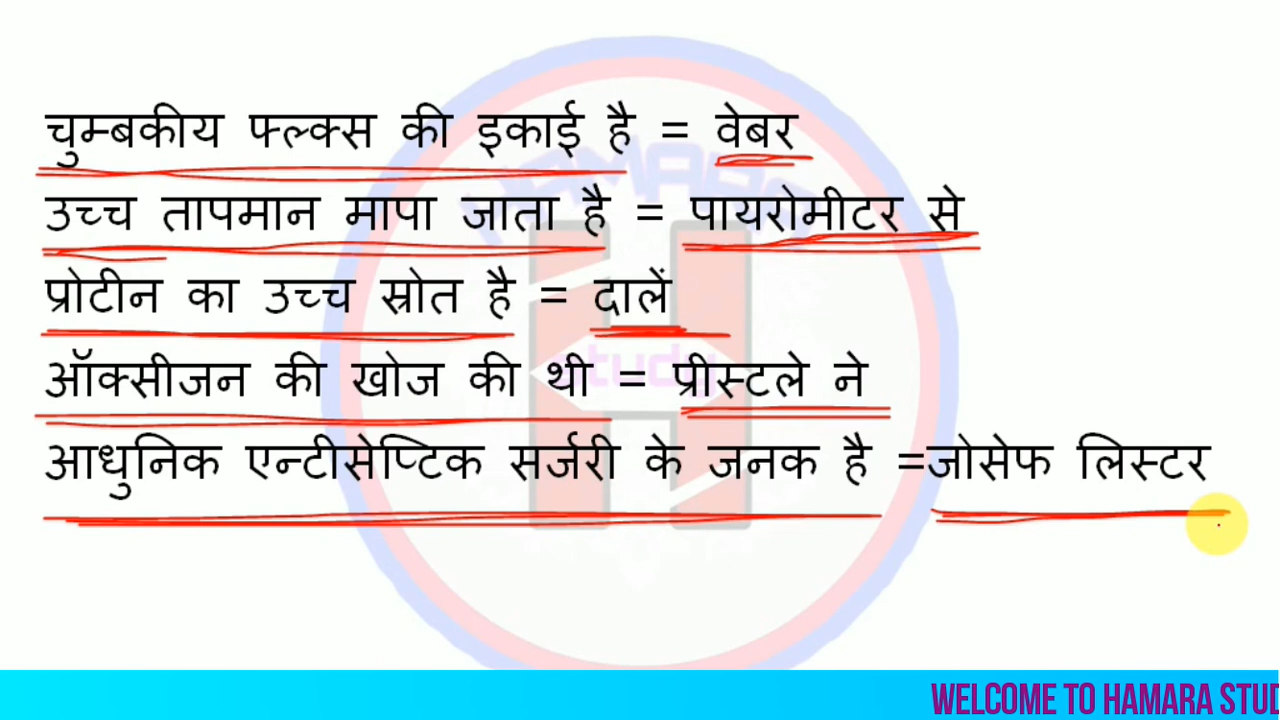 चुम्बकीय फ्ल्क्स की इकाई है = वेबर
उच्च तापमान मापा जाता है = पायरोमीटर से
प्रोटीन का उच्च स्रोत है = दालें
ऑक्सीजन की खोज की थी = प्रीस्टले ने
आधुनिक एन्टीसेप्टिक सर्जरी के जनक है =जोसेफ लिस्टर
study
WELCOME TO HAMARA STUD